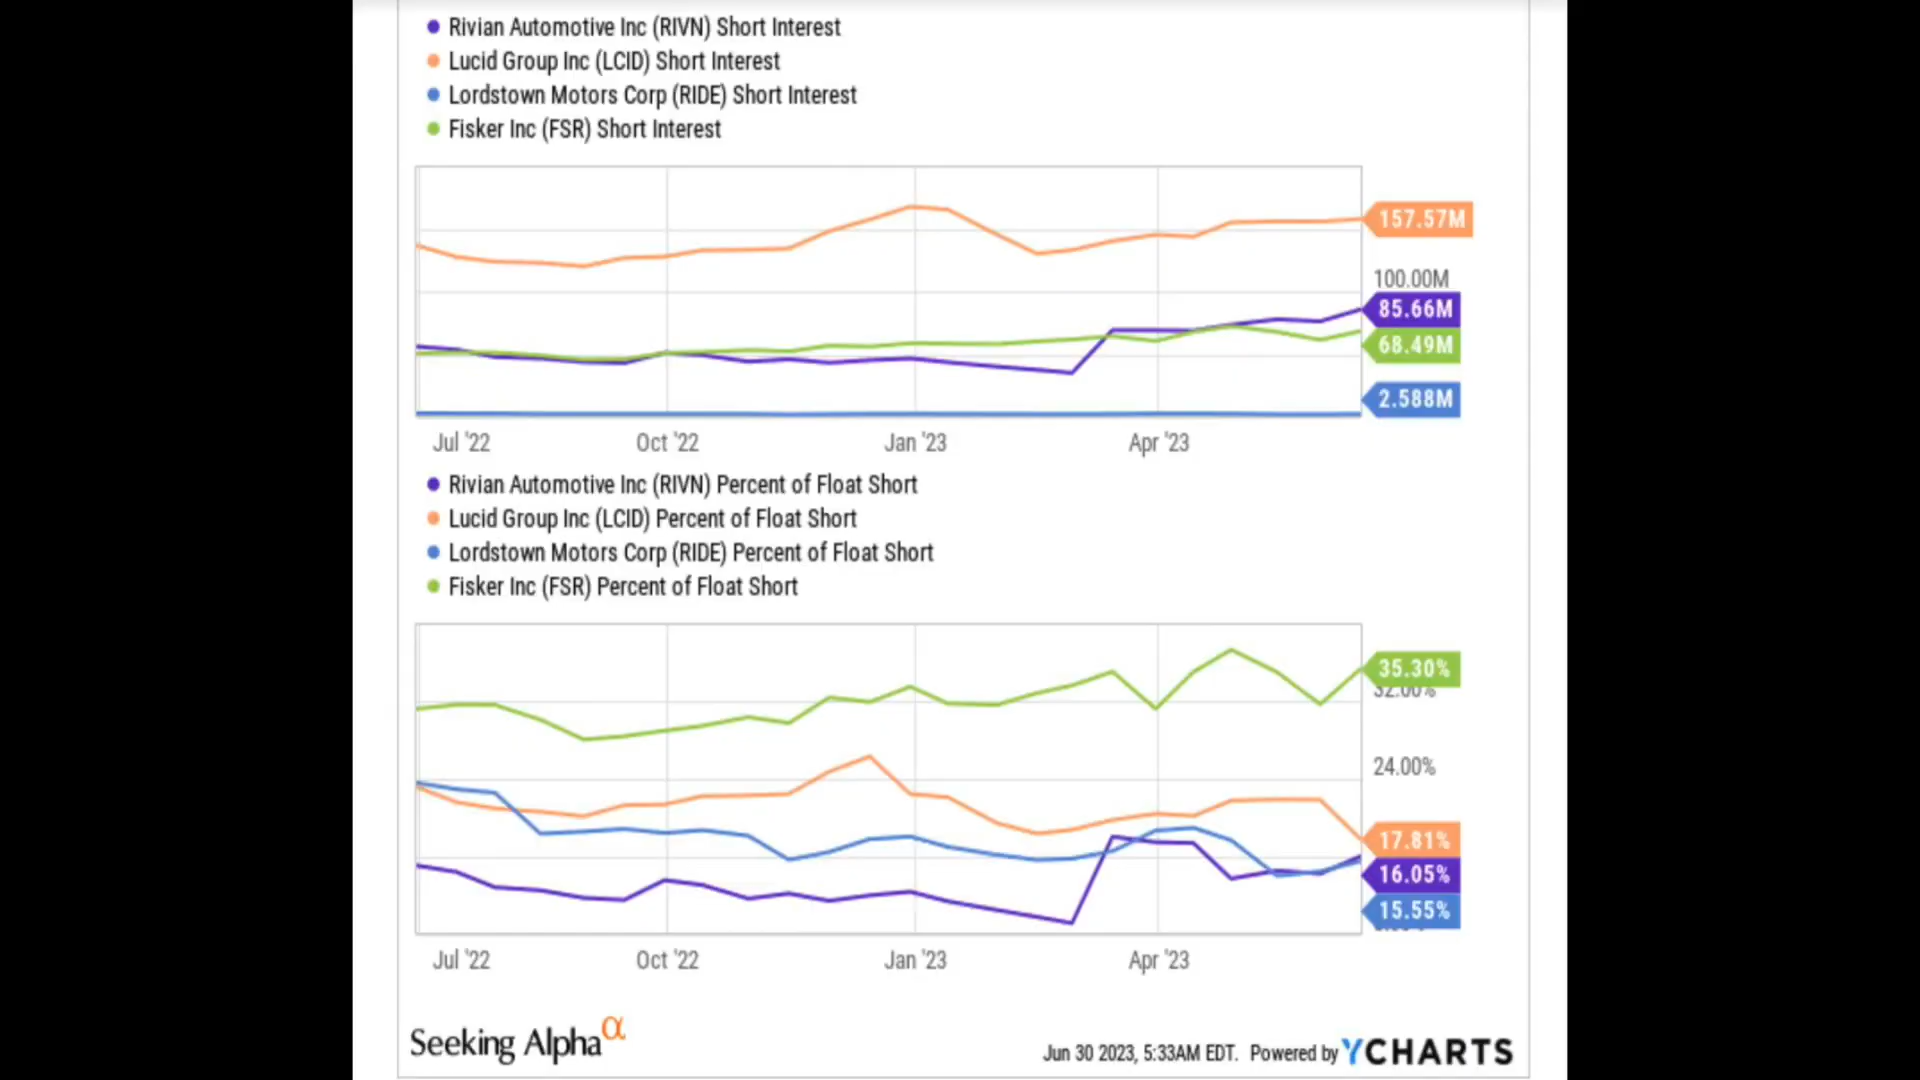 Rivian Automotive Inc (RIVN) Short Interest
Lucid Group Inc (LCID) Short Interest
Lordstown Motors Corp (RIDE) Short Interest
Fisker Inc (FSR) Short Interest
157.57M
100.00M
85.66M
68.49M
2.588M
Jul '22 Oct '22 Jan '23 Apr '23
Rivian Automotive Inc (RIVN) Percent of Float Short
Lucid Group Inc (LCID) Percent of Float Short
Lordstown Motors Corp (RIDE) Percent of Float Short
Fisker Inc (FSR) Percent of Float Short
35.30%
32.00%
24.00%
17.81%
16.05%
15.55%
Jul '22 Oct '22 Jan '23 Apr '23
Seeking Alpha α
Jun 30 2023, 5:33AM EDT. Powered by YCHARTS